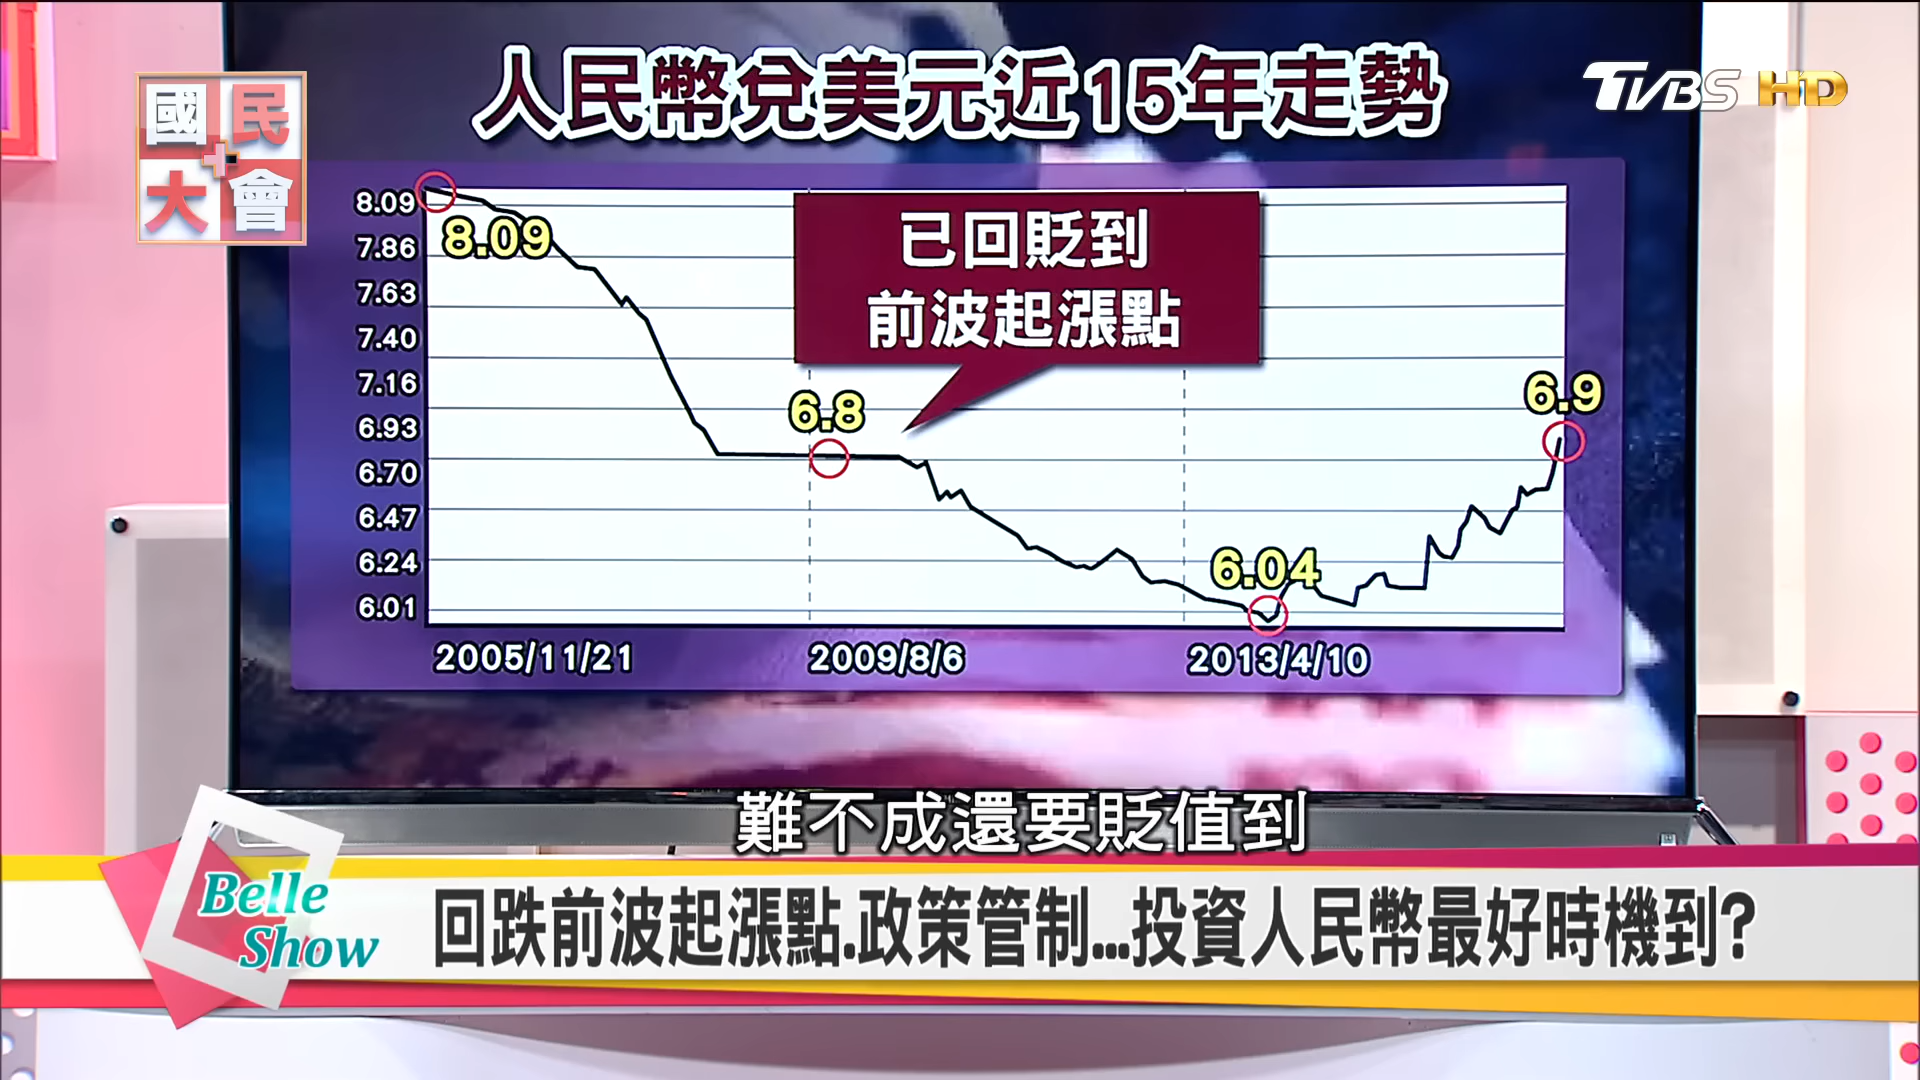 人民幣兌美元近15年走勢
TVBS HD
國民
大會
8.09
7.86
7.63
7.40
7.16
6.93
6.70
6.47
6.24
6.01
8.09
已回貶到
前波起漲點
6.8
6.04
6.9
2005/11/21
2009/8/6
2013/4/10
難不成還要貶值到
Belle
Show
回跌前波起漲點.政策管制...投資人民幣最好時機到?